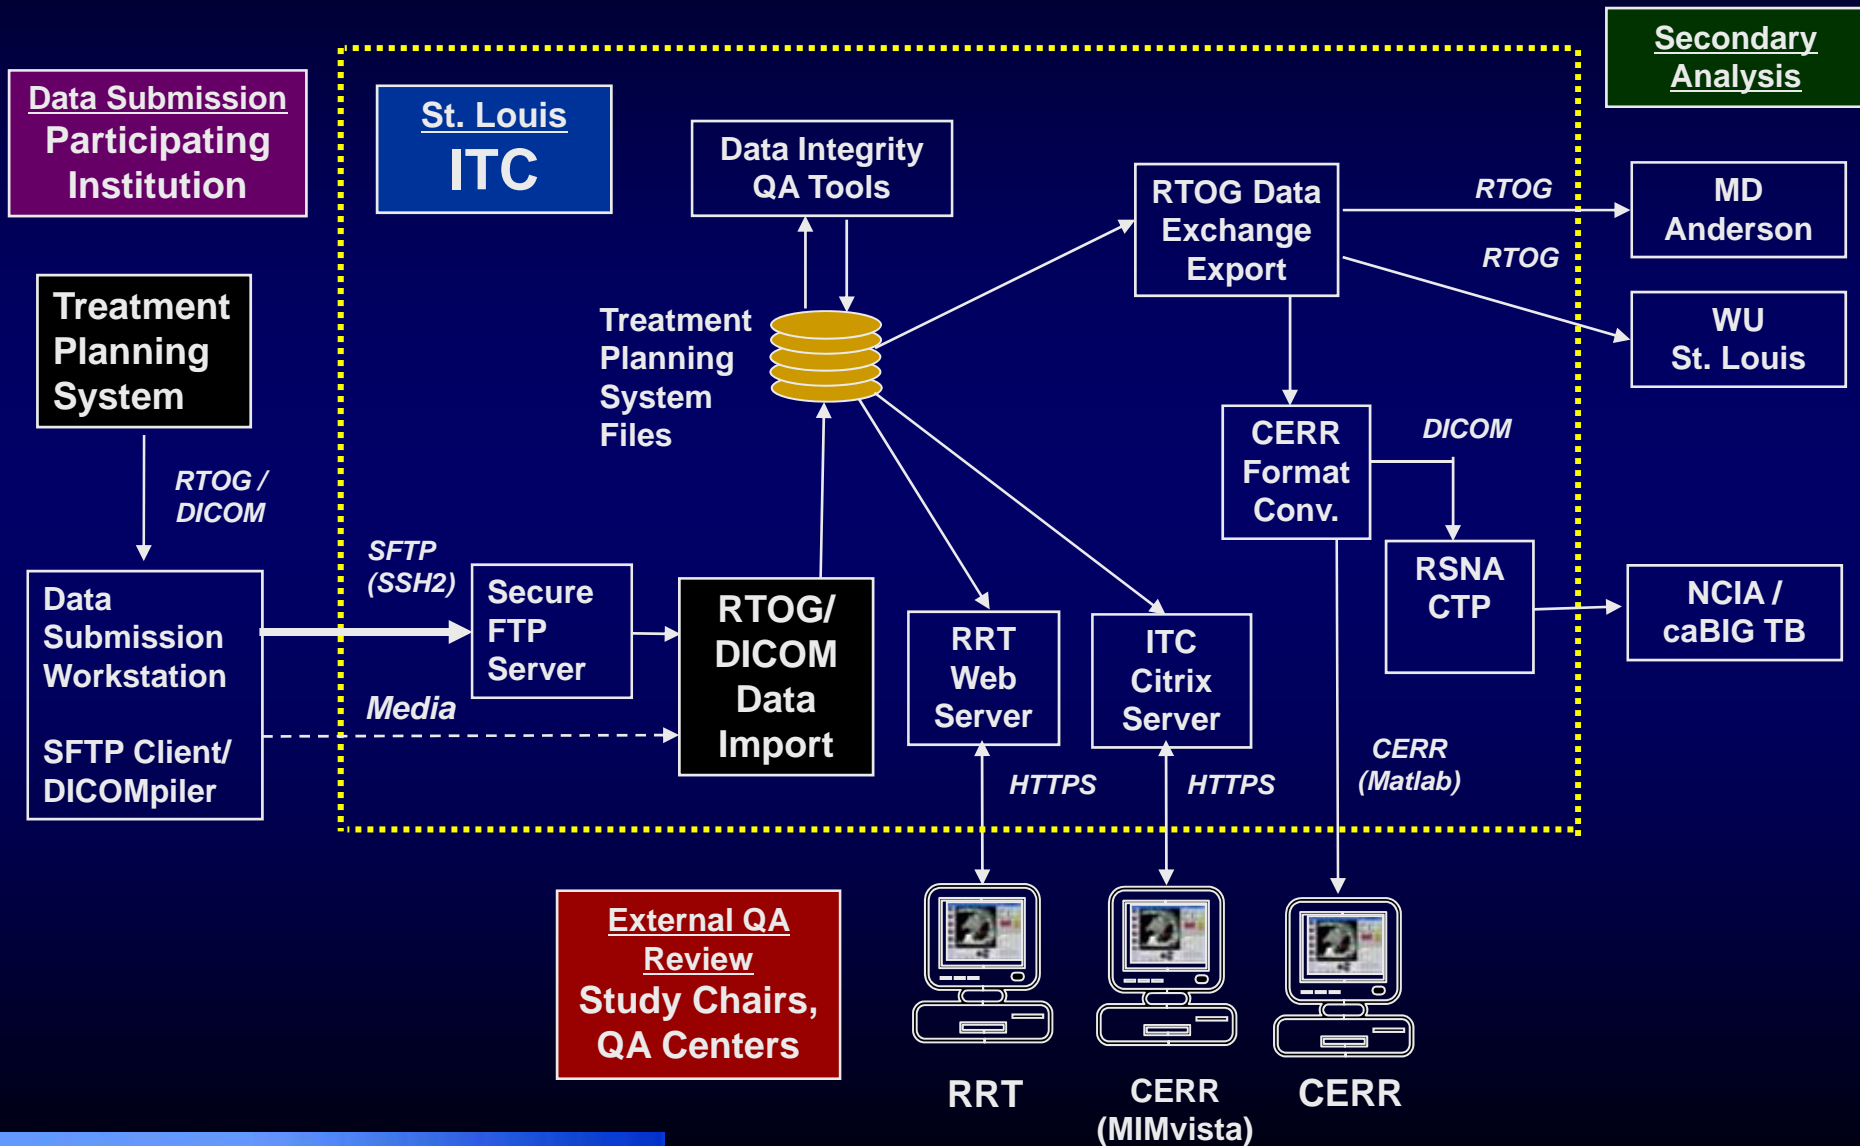 Data Submission
Participating
Institution
St. Louis
ITC
Secondary
Analysis
Data Integrity
QA Tools
RTOG Data
Exchange
Export
RTOG
MD
Anderson
RTOG
WU
St. Louis
Treatment
Planning
System
Treatment
Planning
System
Files
RTOG /
DICOM
CERR
Format
Conv.
DICOM
RSNA
CTP
NCIA /
caBIG TB
Data
Submission
Workstation
SFTP Client/
DICOMpiler
SFTP
(SSH2)
Secure
FTP
Server
Media
RTOG/
DICOM
Data
Import
RRT
Web
Server
ITC
Citrix
Server
HTTPS
HTTPS
CERR
(Matlab)
External QA
Review
Study Chairs,
QA Centers
RRT
CERR
(MIMvista)
CERR